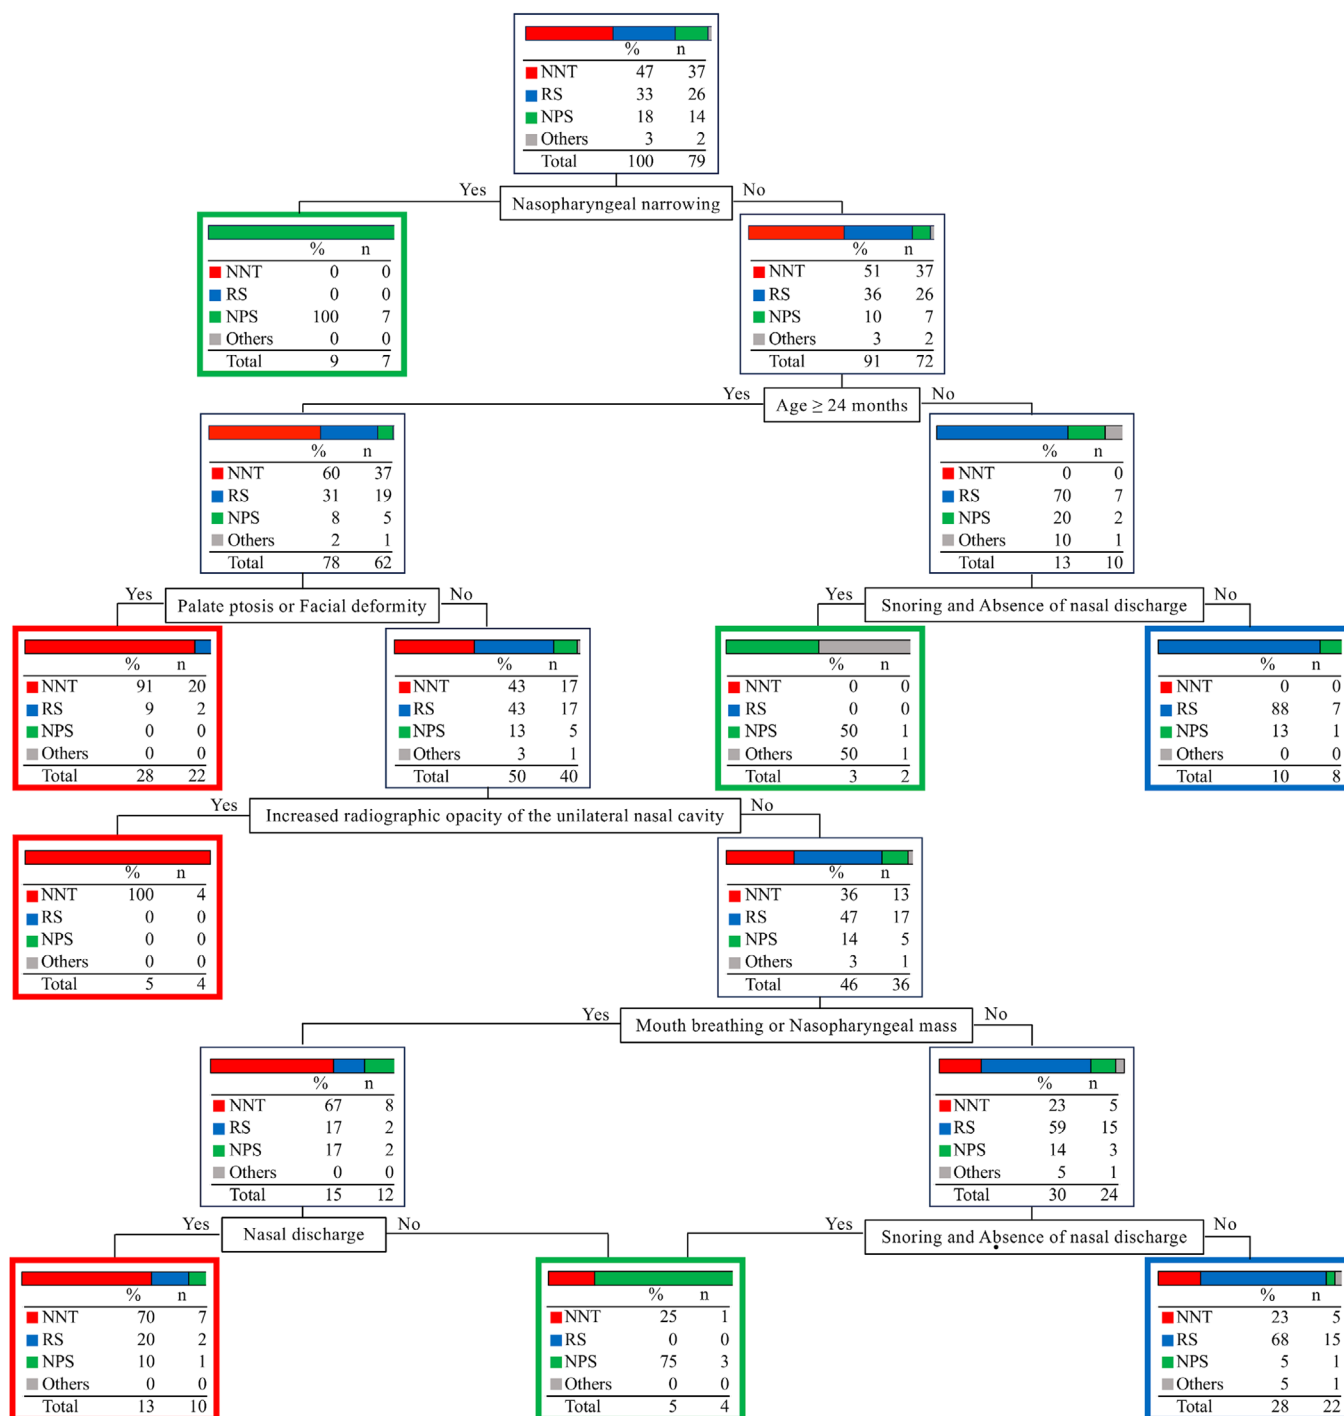 % n
NNT 47 37
RS 33 26
NPS 18 14
Others 3 2
Total 100 79
Yes No
Nasopharyngeal narrowing
% n
NNT 0 0
RS 0 0
NPS 100 7
Others 0 0
Total 9 7
% n
NNT 51 37
RS 36 26
NPS 10 7
Others 3 2
Total 91 72
Yes No
Age ≥ 24 months
% n
NNT 60 37
RS 31 19
NPS 8 5
Others 2 1
Total 78 62
% n
NNT 0 0
RS 70 7
NPS 20 2
Others 10 1
Total 13 10
Yes No
Palate ptosis or Facial deformity
Yes No
Snoring and Absence of nasal discharge
% n
NNT 91 20
RS 9 2
NPS 0 0
Others 0 0
Total 28 22
% n
NNT 43 17
RS 43 17
NPS 13 5
Others 3 1
Total 50 40
% n
NNT 0 0
RS 0 0
NPS 50 1
Others 50 1
Total 3 2
% n
NNT 0 0
RS 88 7
NPS 13 1
Others 0 0
Total 10 8
Yes No
Increased radiographic opacity of the unilateral nasal cavity
% n
NNT 100 4
RS 0 0
NPS 0 0
Others 0 0
Total 5 4
% n
NNT 36 13
RS 47 17
NPS 14 5
Others 3 1
Total 46 36
Yes No
Mouth breathing or Nasopharyngeal mass
% n
NNT 67 8
RS 17 2
NPS 17 2
Others 0 0
Total 15 12
% n
NNT 23 5
RS 59 15
NPS 14 3
Others 5 1
Total 30 24
Yes No
Nasal discharge
Yes No
Snoring and Absence of nasal discharge
% n
NNT 70 7
RS 20 2
NPS 10 1
Others 0 0
Total 13 10
% n
NNT 25 1
RS 0 0
NPS 75 3
Others 0 0
Total 5 4
% n
NNT 23 5
RS 68 15
NPS 5 1
Others 5 1
Total 28 22